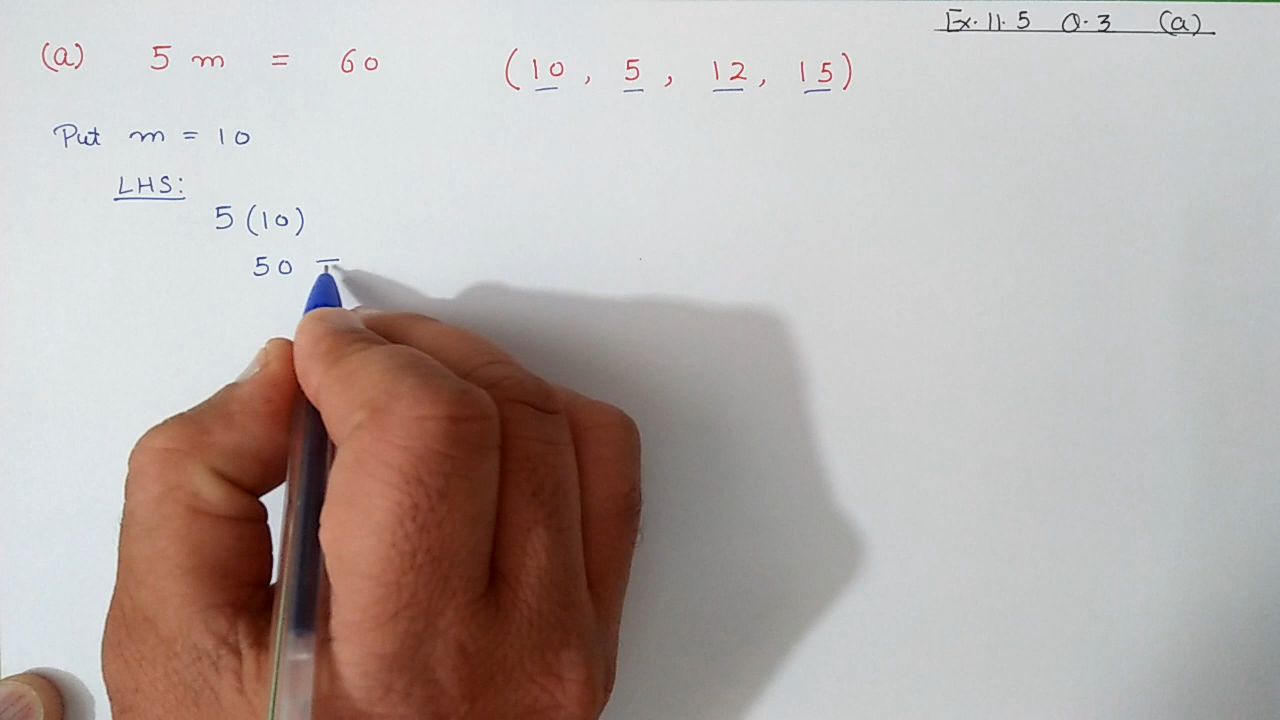 Ex. 11.5 Q.3 (a)
(a) 5 m = 60 (10, 5, 12, 15)
Put m = 10
LHS:
5 (10)
50